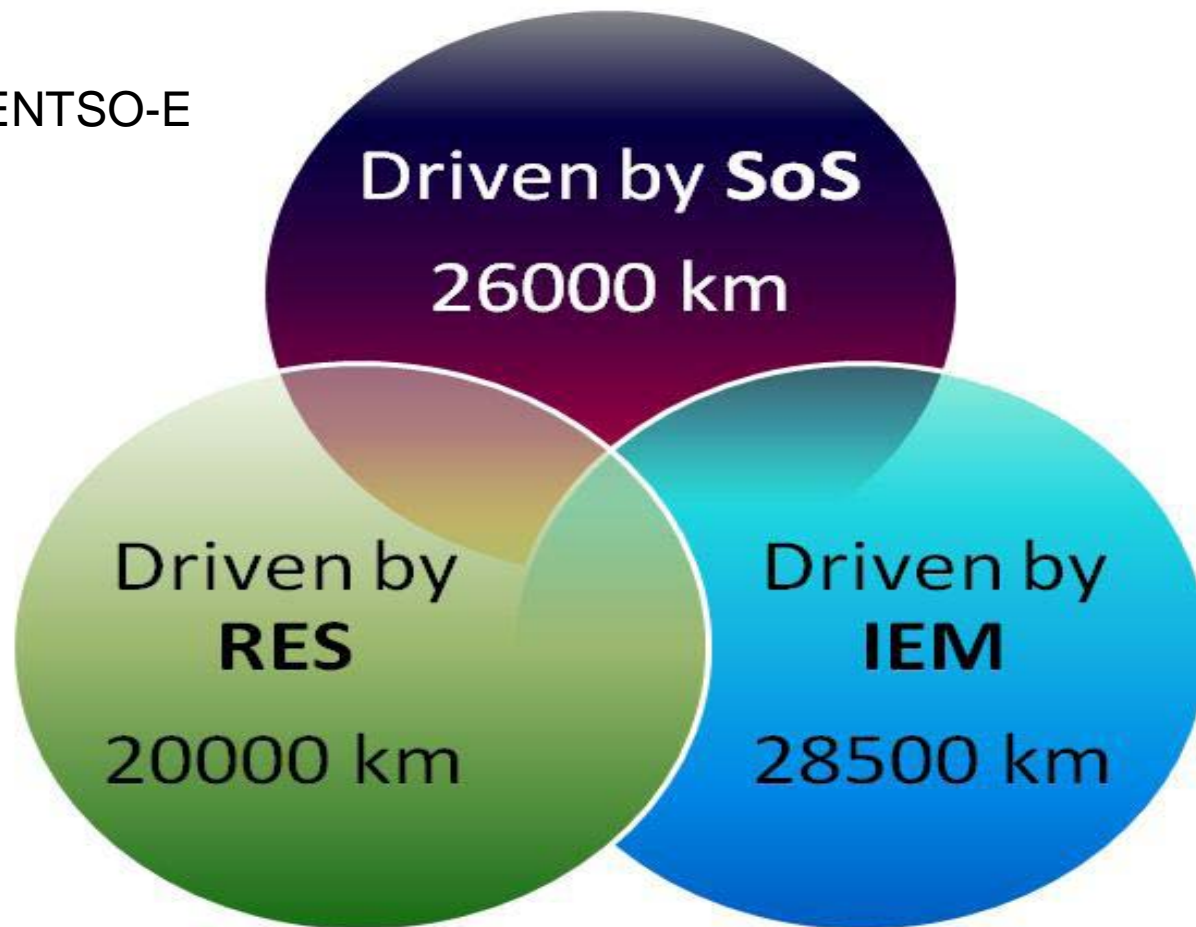 ENTSO-E
Driven by SoS
26000 km
Driven by
RES
20000 km
Driven by
IEM
28500 km